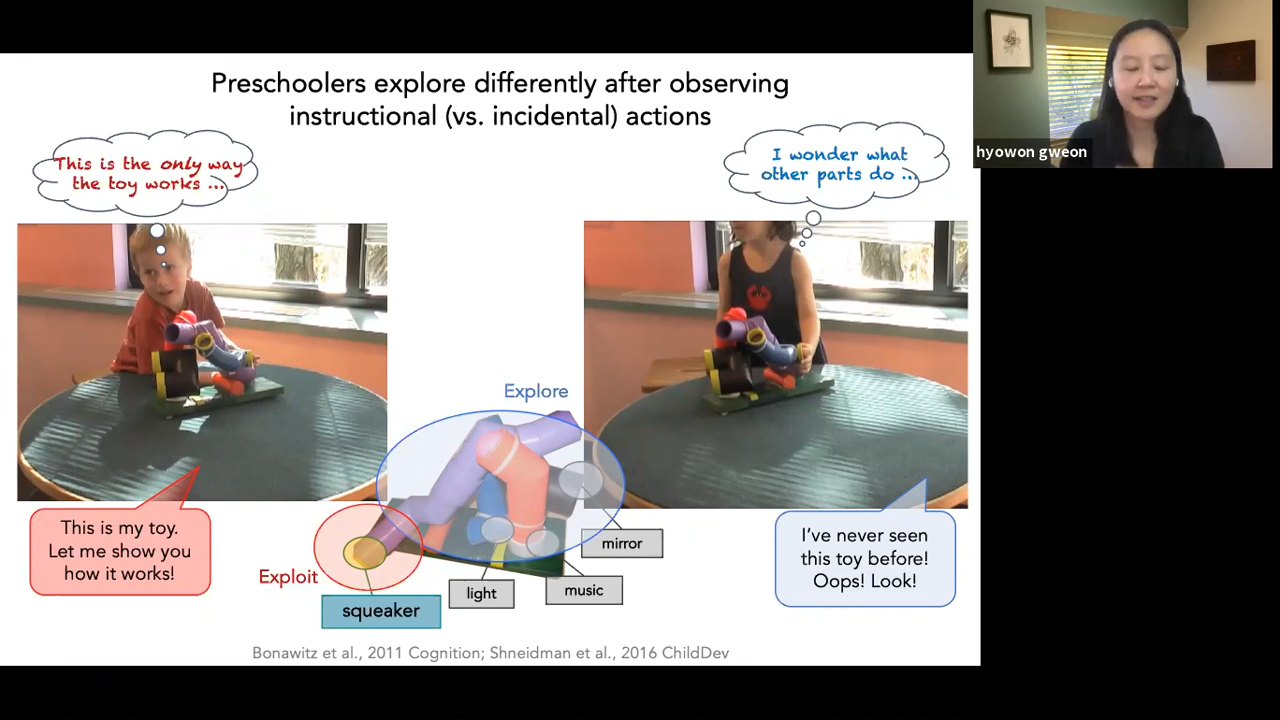 Preschoolers explore differently after observing
instructional (vs. incidental) actions
hyowon gweon
This is the only way
the toy works ...
I wonder what
other parts do ...
Explore
This is my toy.
Let me show you
how it works!
Exploit
squeaker
light
music
mirror
I've never seen
this toy before!
Oops! Look!
Bonawitz et al., 2011 Cognition; Shneidman et al., 2016 ChildDev